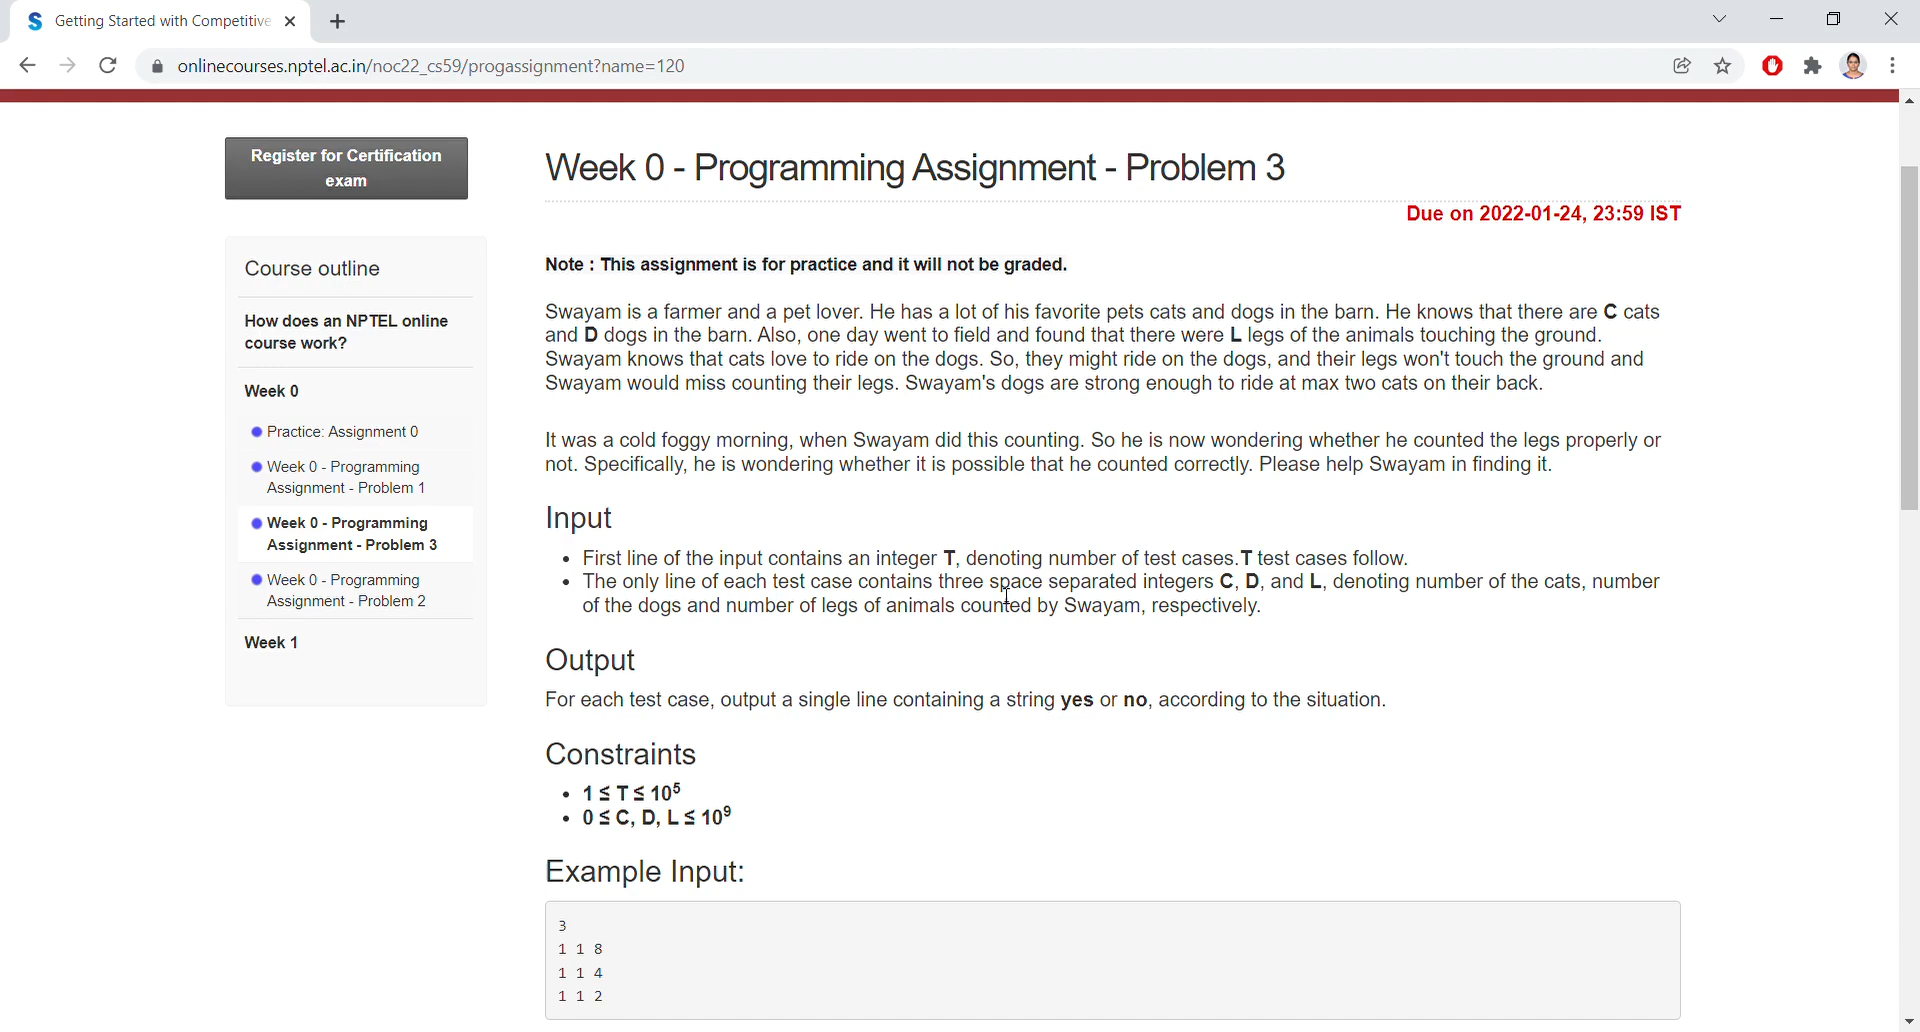 Getting Started with Competitive
onlinecourses.nptel.ac.in/noc22_cs59/progassignment?name=120
Register for Certification
exam
Course outline
How does an NPTEL online
course work?
Week 0
Practice: Assignment 0
Week 0 - Programming
Assignment - Problem 1
Week 0 - Programming
Assignment - Problem 3
Week 0 - Programming
Assignment - Problem 2
Week 1
Week 0 - Programming Assignment - Problem 3
Due on 2022-01-24, 23:59 IST
Note : This assignment is for practice and it will not be graded.
Swayam is a farmer and a pet lover. He has a lot of his favorite pets cats and dogs in the barn. He knows that there are C cats
and D dogs in the barn. Also, one day went to field and found that there were L legs of the animals touching the ground.
Swayam knows that cats love to ride on the dogs. So, they might ride on the dogs, and their legs won't touch the ground and
Swayam would miss counting their legs. Swayam's dogs are strong enough to ride at max two cats on their back.
It was a cold foggy morning, when Swayam did this counting. So he is now wondering whether he counted the legs properly or
not. Specifically, he is wondering whether it is possible that he counted correctly. Please help Swayam in finding it.
Input
• First line of the input contains an integer T, denoting number of test cases.T test cases follow.
• The only line of each test case contains three space separated integers C, D, and L, denoting number of the cats, number
of the dogs and number of legs of animals counted by Swayam, respectively.
Output
For each test case, output a single line containing a string yes or no, according to the situation.
Constraints
• 1 ≤ T ≤ 10⁵
• 0 ≤ C, D, L ≤ 10⁹
Example Input:
3
1 1 8
1 1 4
1 1 2